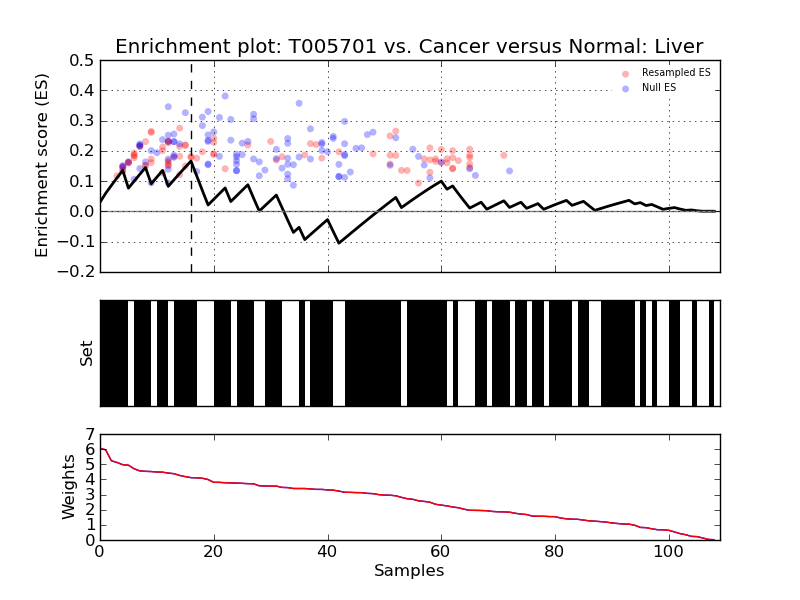 Enrichment plot: T005701 vs. Cancer versus Normal: Liver
Enrichment score (ES)
0.5
0.4
0.3
0.2
0.1
0.0
−0.1
−0.2
Resampled ES
Null ES
Set
Weights
7
6
5
4
3
2
1
0
0 20 40 60 80 100
Samples